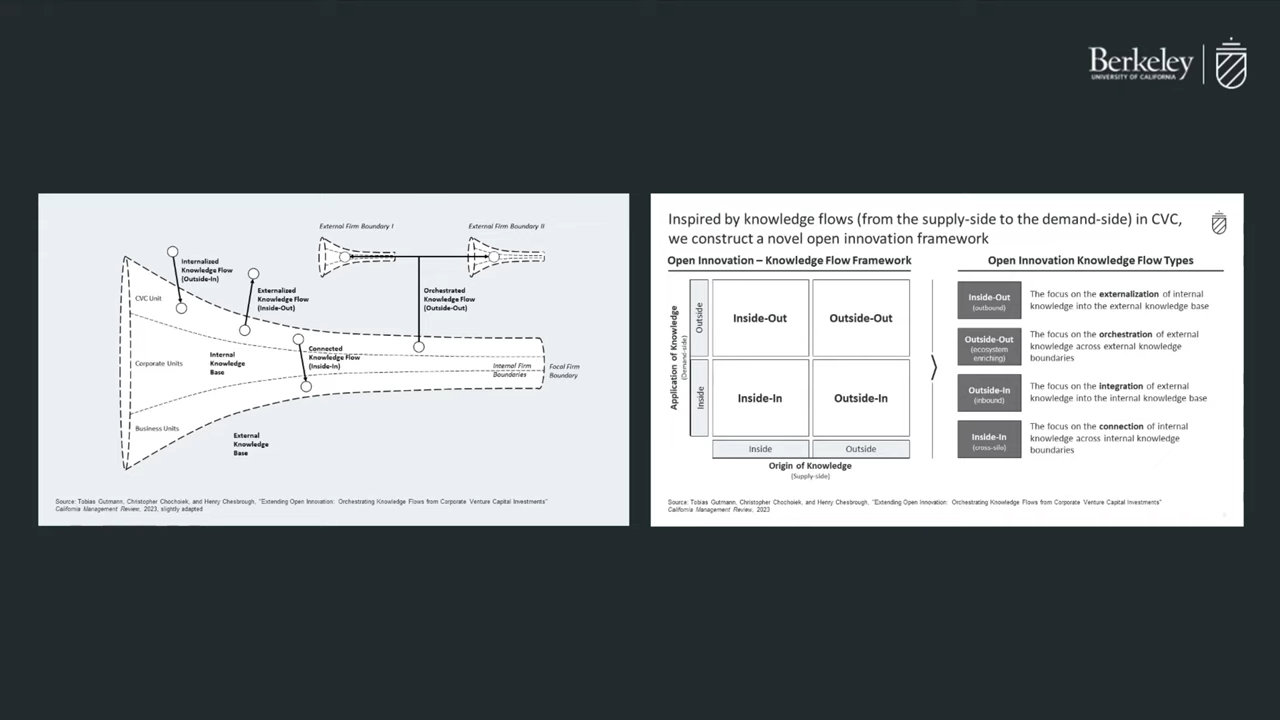 Berkeley
UNIVERSITY OF CALIFORNIA
External Firm Boundary I
External Firm Boundary II
Internalized
Knowledge Flow
(Outside-In)
Externalized
Knowledge Flow
(Inside-Out)
Orchestrated
Knowledge Flow
(Outside-Out)
CVC Unit
Connected
Knowledge Flow
(Inside-In)
Corporate Units
Internal
Knowledge
Base
Internal Firm
Boundaries
Focal Firm
Boundary
Business Units
External
Knowledge
Base
Source: Tobias Gutmann, Christopher Chochoiek, and Henry Chesbrough, "Extending Open Innovation: Orchestrating Knowledge Flows from Corporate Venture Capital Investments"
California Management Review, 2023, slightly adapted
Inspired by knowledge flows (from the supply-side to the demand-side) in CVC,
we construct a novel open innovation framework
Open Innovation – Knowledge Flow Framework
Application of Knowledge
(Demand-side)
Outside
Inside
Inside-Out
Outside-Out
Inside-In
Outside-In
Inside
Outside
Origin of Knowledge
(Supply-side)
Open Innovation Knowledge Flow Types
Inside-Out
(outbound)
The focus on the externalization of internal
knowledge into the external knowledge base
Outside-Out
(ecosystem
enriching)
The focus on the orchestration of external
knowledge across external knowledge
boundaries
Outside-In
(inbound)
The focus on the integration of external
knowledge into the internal knowledge base
Inside-In
(cross-silo)
The focus on the connection of internal
knowledge across internal knowledge
boundaries
Source: Tobias Gutmann, Christopher Chochoiek, and Henry Chesbrough, "Extending Open Innovation: Orchestrating Knowledge Flows from Corporate Venture Capital Investments"
California Management Review, 2023